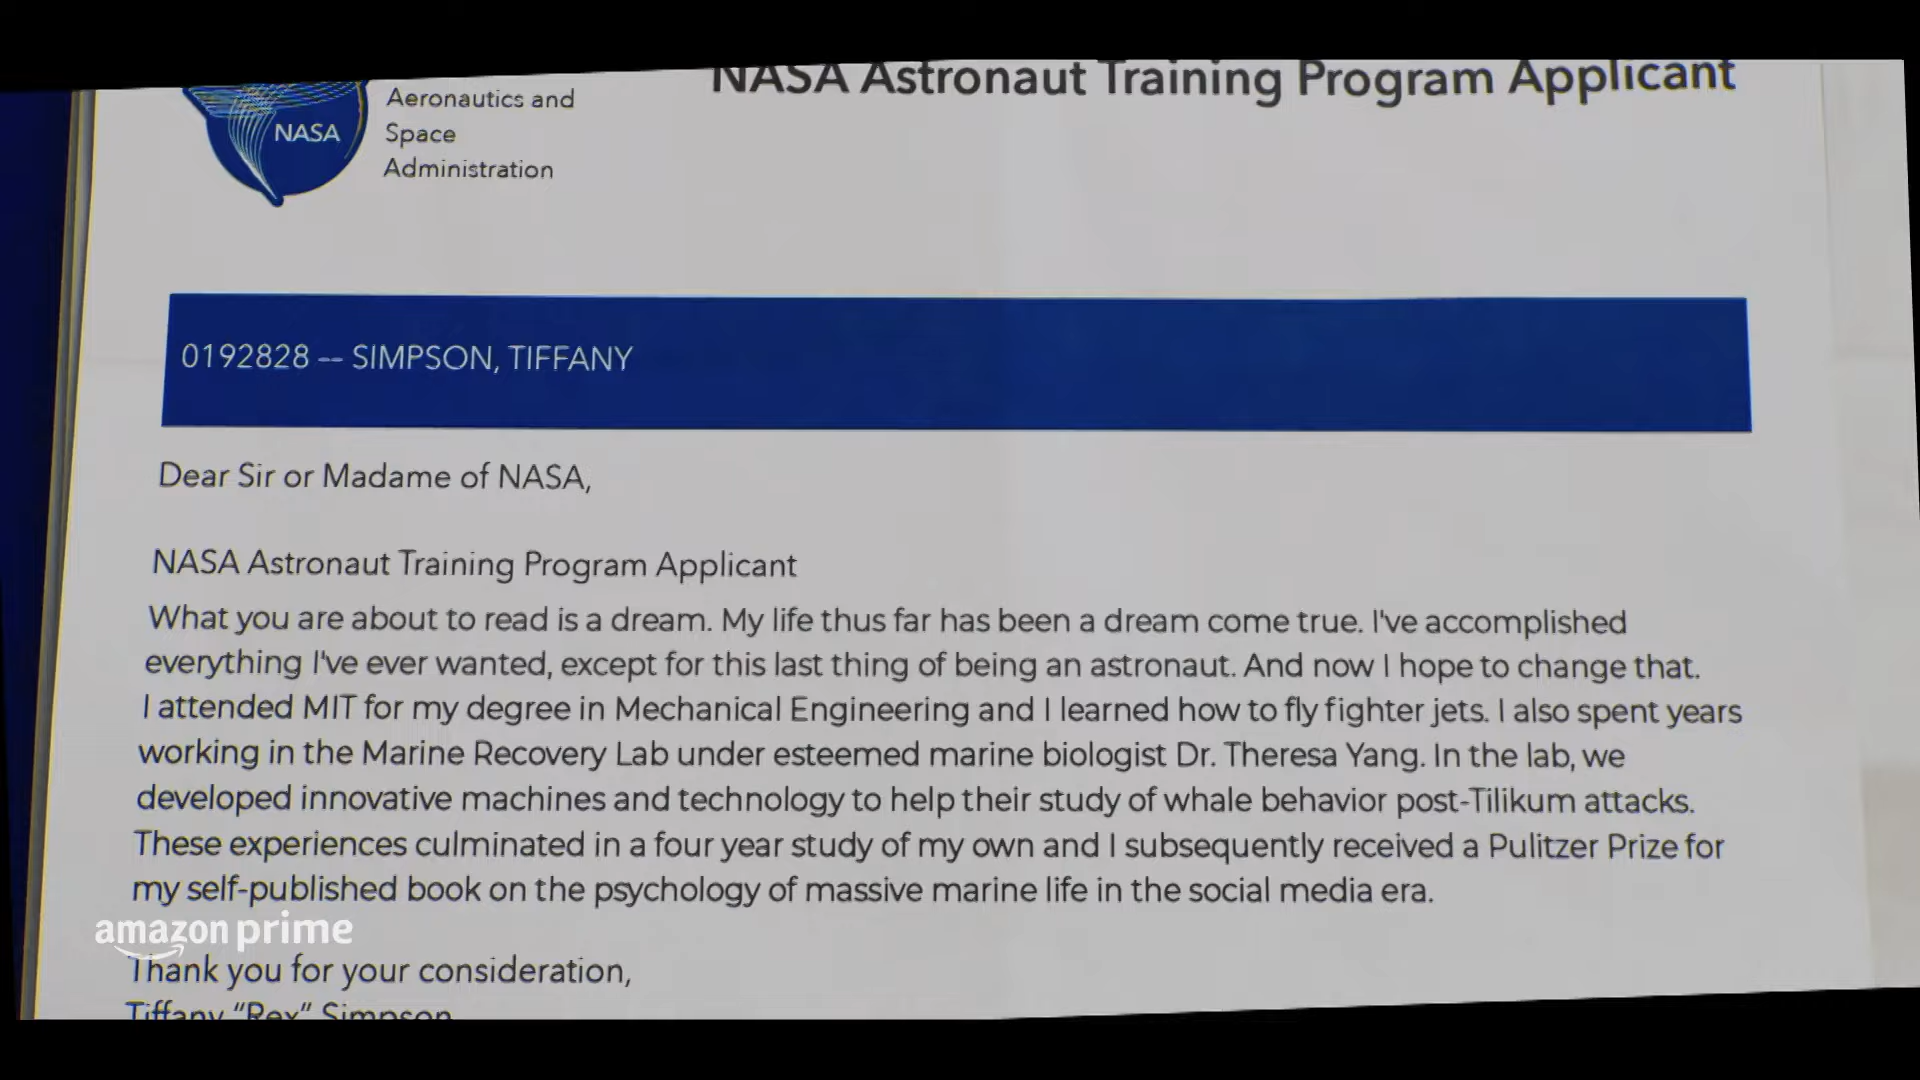 NASA Astronaut Training Program Applicant
Aeronautics and
Space
Administration
NASA
0192828 -- SIMPSON, TIFFANY
Dear Sir or Madame of NASA,
NASA Astronaut Training Program Applicant
What you are about to read is a dream. My life thus far has been a dream come true. I've accomplished
everything I've ever wanted, except for this last thing of being an astronaut. And now I hope to change that.
I attended MIT for my degree in Mechanical Engineering and I learned how to fly fighter jets. I also spent years
working in the Marine Recovery Lab under esteemed marine biologist Dr. Theresa Yang. In the lab, we
developed innovative machines and technology to help their study of whale behavior post-Tilikum attacks.
These experiences culminated in a four year study of my own and I subsequently received a Pulitzer Prize for
my self-published book on the psychology of massive marine life in the social media era.
amazon prime
Thank you for your consideration,
Tiffany "Rex" Simpson